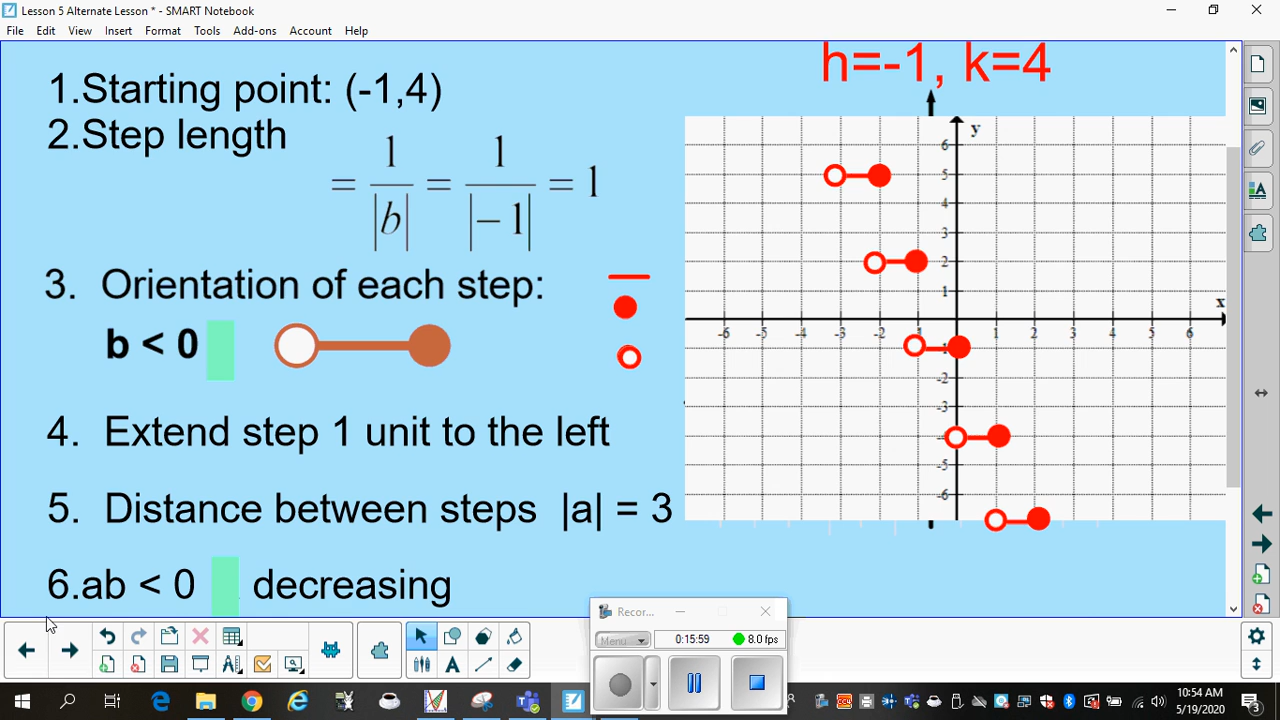 Lesson 5 Alternate Lesson * - SMART Notebook
File Edit View Insert Format Tools Add-ons Account Help
h=-1, k=4
1.Starting point: (-1,4)
2.Step length
= 1/|b| = 1/|-1| = 1
3. Orientation of each step:
b < 0
4. Extend step 1 unit to the left
5. Distance between steps |a| = 3
6.ab < 0 decreasing
y
6
5
4
3
2
1
x
-6 -5 -4 -3 -2 -1 1 2 3 4 5 6
-2
-3
-5
-6
Recor...
Menu 0:15:59 8.0 fps
10:54 AM
5/19/2020